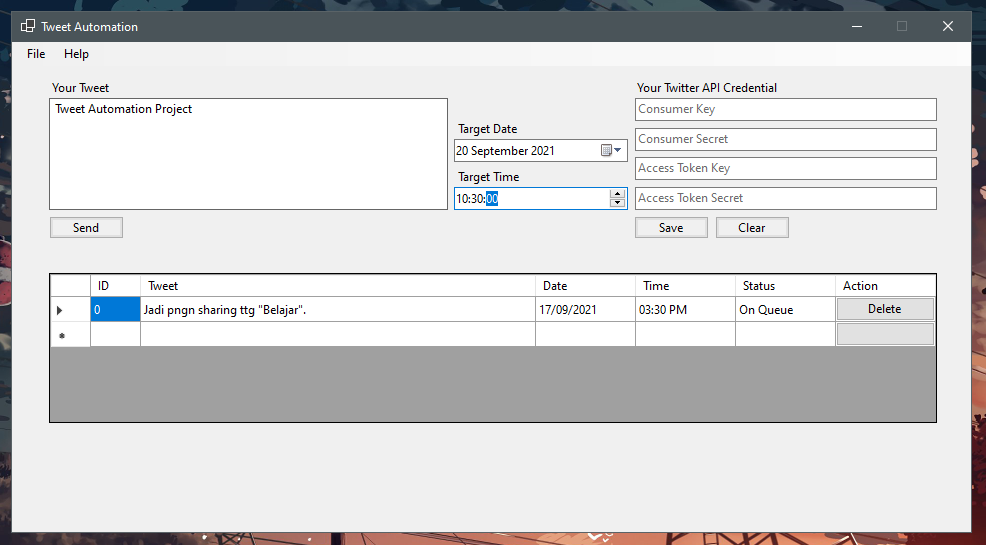 Tweet Automation
File Help
Your Tweet
Tweet Automation Project
Send
Target Date
20 September 2021
Target Time
10:30:00
Your Twitter API Credential
Consumer Key
Consumer Secret
Access Token Key
Access Token Secret
Save Clear
ID Tweet Date Time Status Action
0 Jadi pngn sharing ttg "Belajar". 17/09/2021 03:30 PM On Queue Delete